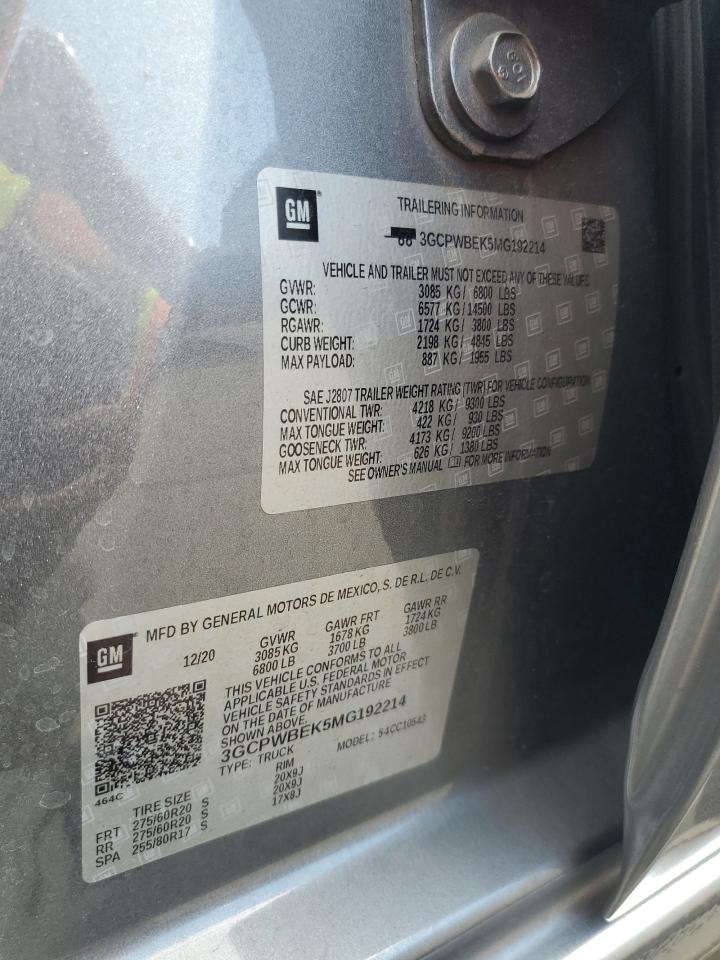 10.9
GM
TRAILERING INFORMATION
3GCPWBEK5MG192214
VEHICLE AND TRAILER MUST NOT EXCEED ANY OF THESE VALUES
GVWR: 3085 KG/ 6800 LBS
GCWR: 6577 KG/14500 LBS
RGAWR: 1724 KG/ 3800 LBS
CURB WEIGHT: 2198 KG/ 4845 LBS
MAX PAYLOAD: 887 KG/ 1955 LBS
SAE J2807 TRAILER WEIGHT RATING (TWR) FOR VEHICLE CONFIGURATION
CONVENTIONAL TWR: 4218 KG/ 9300 LBS
MAX TONGUE WEIGHT: 422 KG/ 930 LBS
GOOSENECK TWR: 4173 KG/ 9200 LBS
MAX TONGUE WEIGHT: 626 KG/ 1380 LBS
SEE OWNER'S MANUAL FOR MORE INFORMATION
GM
MFD BY GENERAL MOTORS DE MEXICO, S. DE R.L. DE C.V.
12/20 GVWR GAWR FRT GAWR RR
3085 KG 1678 KG 1724 KG
6800 LB 3700 LB 3800 LB
THIS VEHICLE CONFORMS TO ALL
APPLICABLE U.S. FEDERAL MOTOR
VEHICLE SAFETY STANDARDS IN EFFECT
ON THE DATE OF MANUFACTURE
SHOWN ABOVE.
3GCPWBEK5MG192214
TYPE: TRUCK MODEL: 54CC10543
464C
TIRE SIZE RIM
FRT 275/60R20 S 20X9J
RR 275/60R20 S 20X9J
SPA 255/80R17 S 17X8J